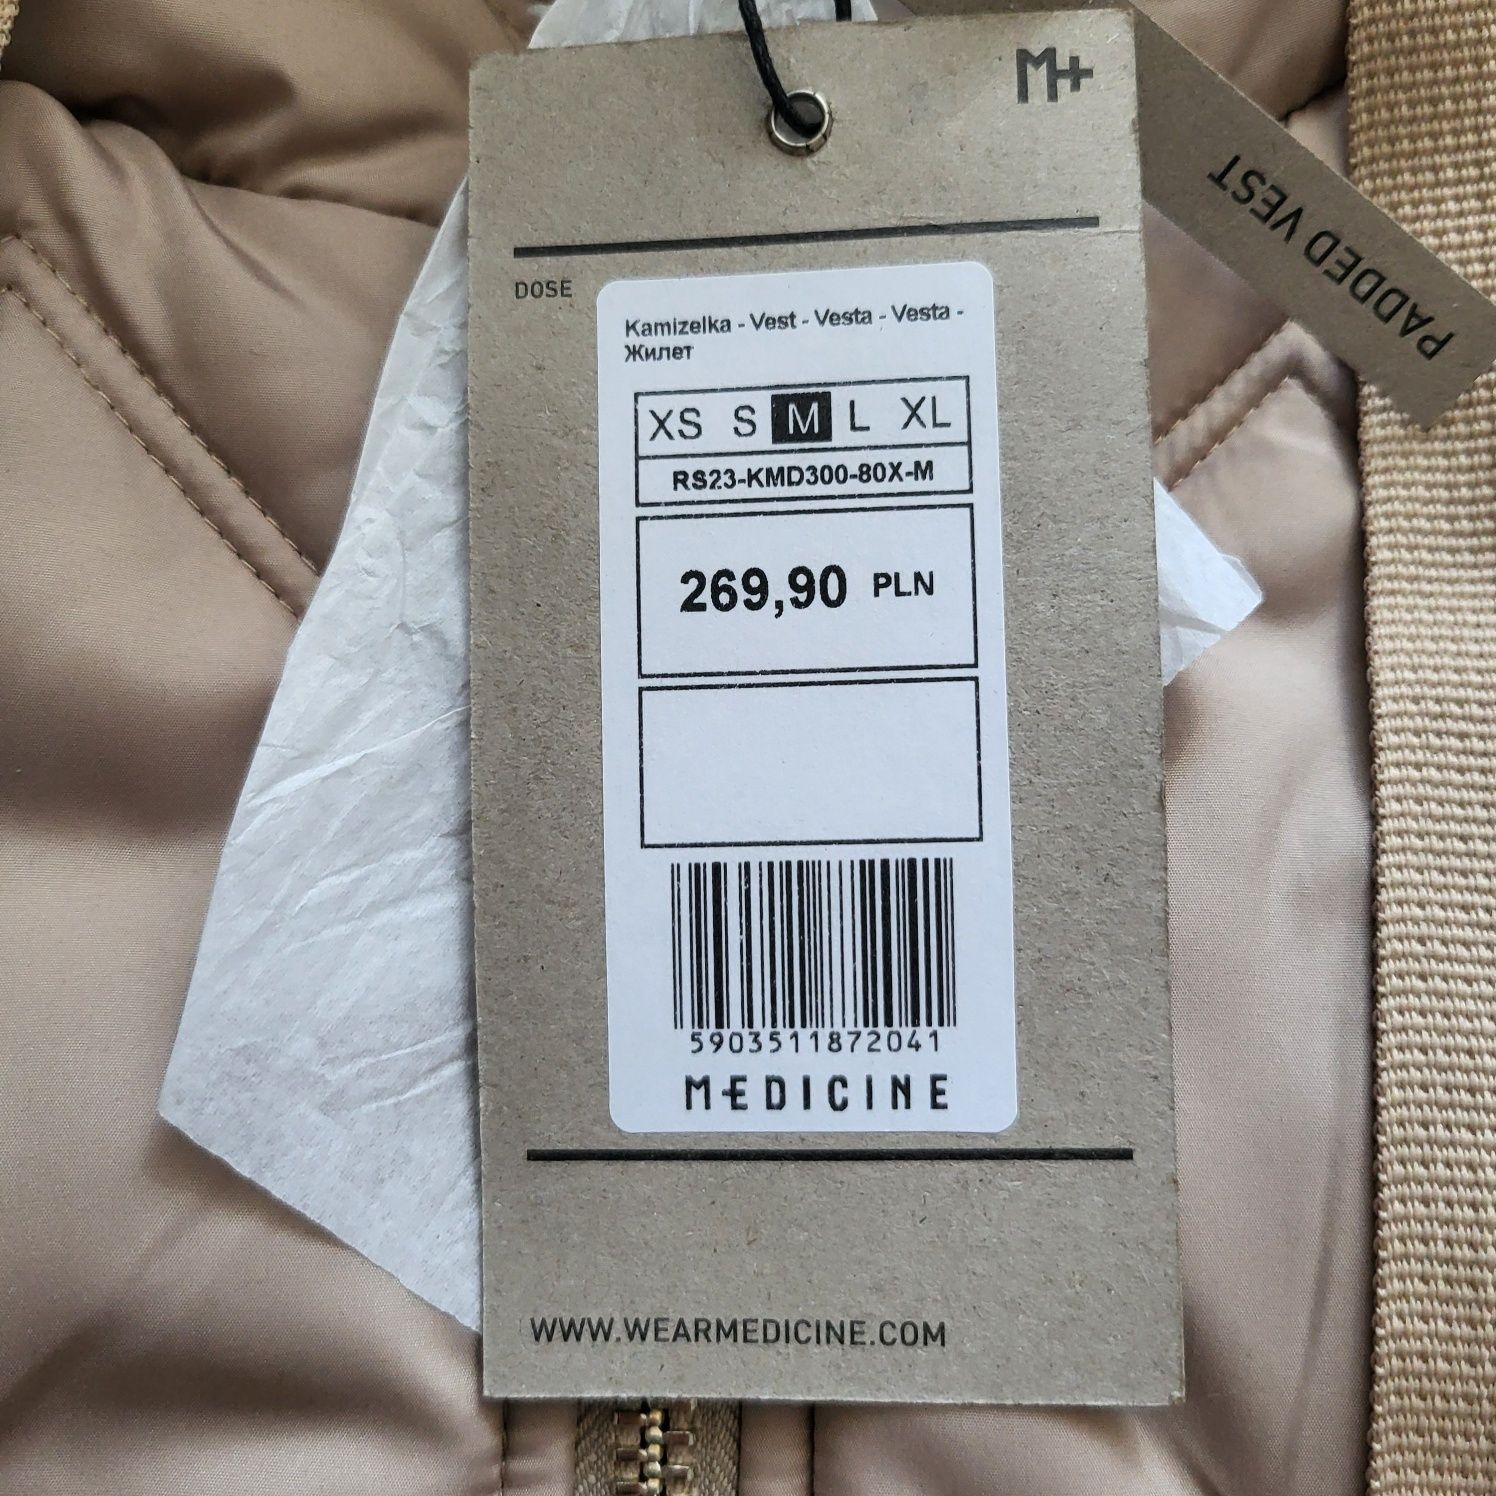 M+
PADDED VEST
DOSE
Kamizelka - Vest - Vesta - Vesta -
Жилет
XS S M L XL
RS23-KMD300-80X-M
269,90 PLN
5903511872041
MEDICINE
WWW.WEARMEDICINE.COM